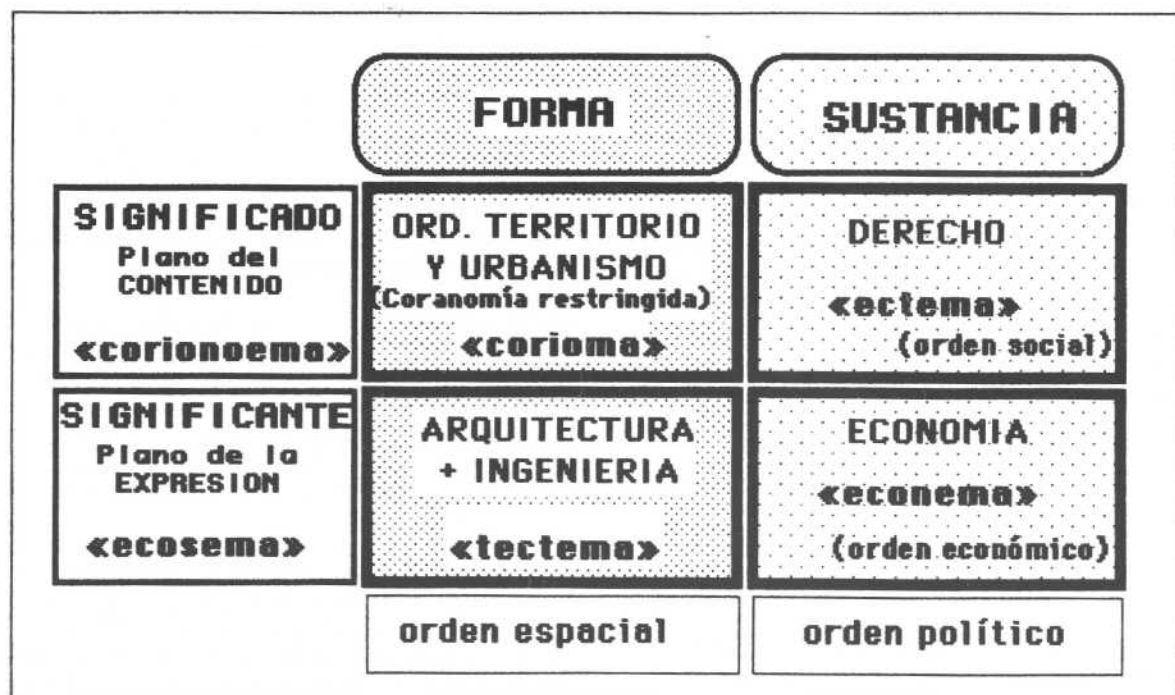 FORMA
SUSTANCIA
SIGNIFICADO
Plano del
CONTENIDO
«corionoema»
ORD. TERRITORIO
Y URBANISMO
(Coranomía restringida)
«corioma»
DERECHO
«ectema»
(orden social)
SIGNIFICANTE
Plano de la
EXPRESION
«ecosema»
ARQUITECTURA
+ INGENIERIA
«tectema»
ECONOMIA
«econema»
(orden económico)
orden espacial
orden político